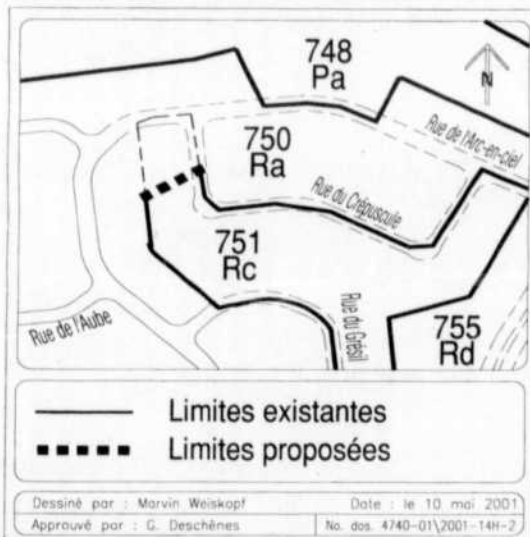 748
Pa
N
Rue de l'Arc-en-ciel
750
Ra
Rue du Crépuscule
751
Rc
Rue du Grésil
Rue de l'Aube
755
Rd
Limites existantes
Limites proposées
Dessiné par : Marvin Weiskopf
Date : le 10 mai 2001
Approuvé par : G. Deschênes
No. dos. 4740-01\2001-14H-2